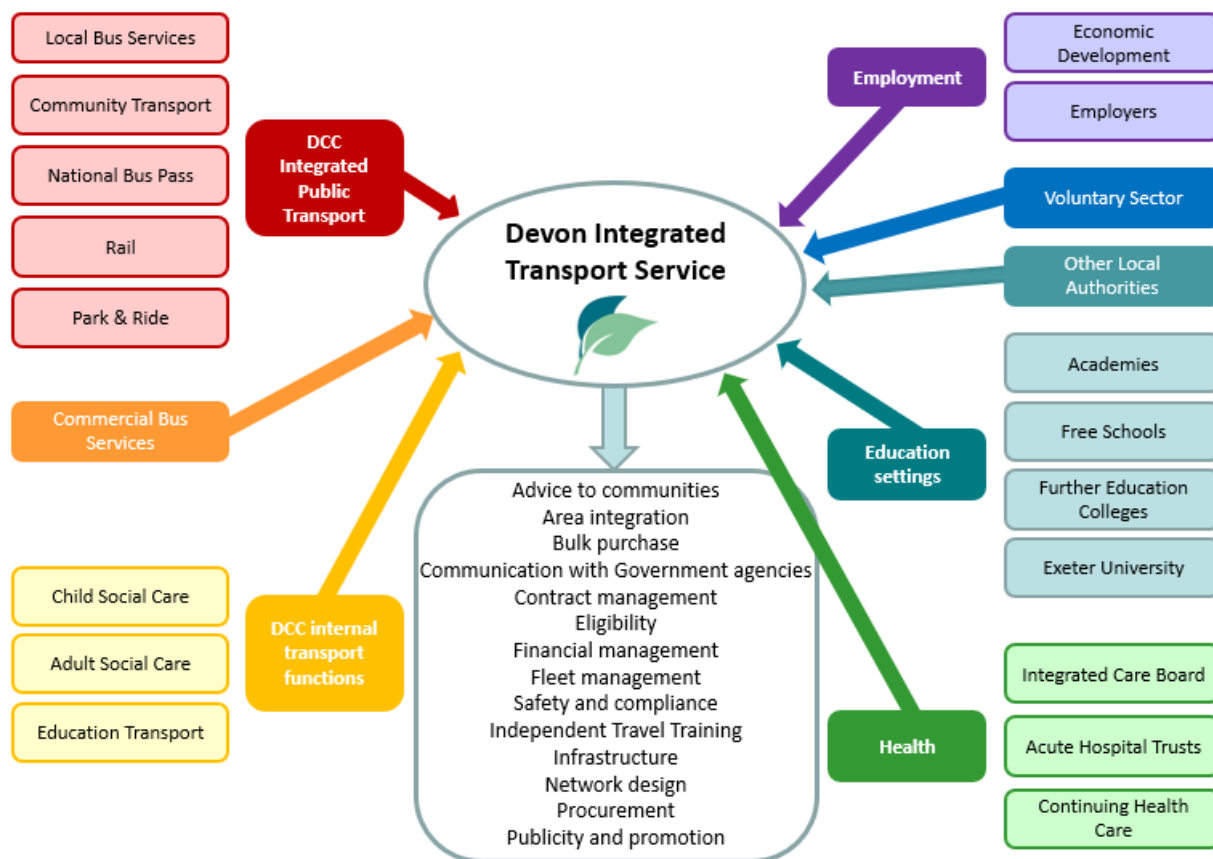 Local Bus Services
Community Transport
National Bus Pass
Rail
Park & Ride
DCC
Integrated
Public
Transport
Commercial Bus
Services
Child Social Care
Adult Social Care
Education Transport
DCC internal
transport
functions
Devon Integrated
Transport Service
Advice to communities
Area integration
Bulk purchase
Communication with Government agencies
Contract management
Eligibility
Financial management
Fleet management
Safety and compliance
Independent Travel Training
Infrastructure
Network design
Procurement
Publicity and promotion
Employment
Economic
Development
Employers
Voluntary Sector
Other Local
Authorities
Education
settings
Academies
Free Schools
Further Education
Colleges
Exeter University
Health
Integrated Care Board
Acute Hospital Trusts
Continuing Health
Care